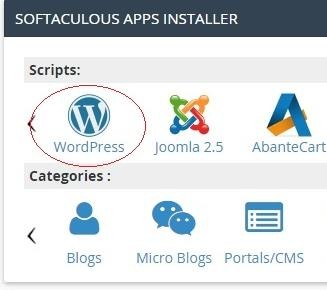 SOFTACULOUS APPS INSTALLER
Scripts:
WordPress Joomla 2.5 AbanteCart
Categories :
Blogs Micro Blogs Portals/CMS